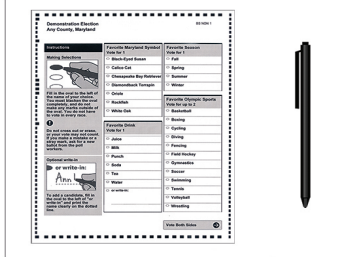 Demonstration Election
Any County, Maryland
Instructions
Making Selections
Fill in the oval to the left
of the name of your choice.
You must blacken the oval
completely, and do not
make any marks outside of
the oval. You do not have
to vote in every race.
Do not cross out or erase,
or your vote may not count.
If you make a mistake or a
stray mark, ask for a new
ballot from the poll
workers.
Optional write-in
or write-in:
Ann
To add a candidate, fill in
the oval to the left of "or
write-in" and print the
name clearly on the dotted
line.
Favorite Maryland Symbol
Vote for 1
Black-Eyed Susan
Calico Cat
Chesapeake Bay Retriever
Diamondback Terrapin
Oriole
Rockfish
White Oak
Favorite Drink
Vote for 1
Juice
Milk
Punch
Soda
Tea
Water
or write-in:
Favorite Season
Vote for 1
Fall
Spring
Summer
Winter
Favorite Olympic Sports
Vote for up to 2
Basketball
Boxing
Cycling
Diving
Fencing
Field Hockey
Gymnastics
Soccer
Swimming
Tennis
Volleyball
Wrestling
Vote Both Sides